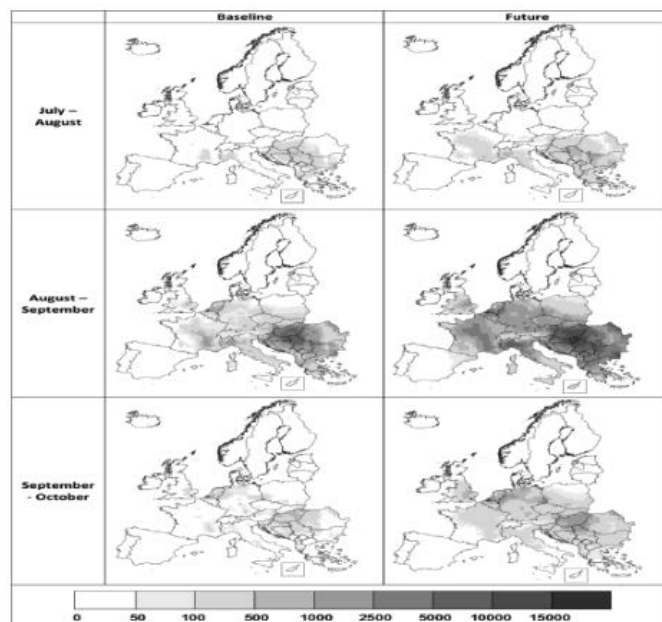 Baseline Future
July –
August
August –
September
September
- October
0 50 100 500 1000 2500 5000 10000 15000